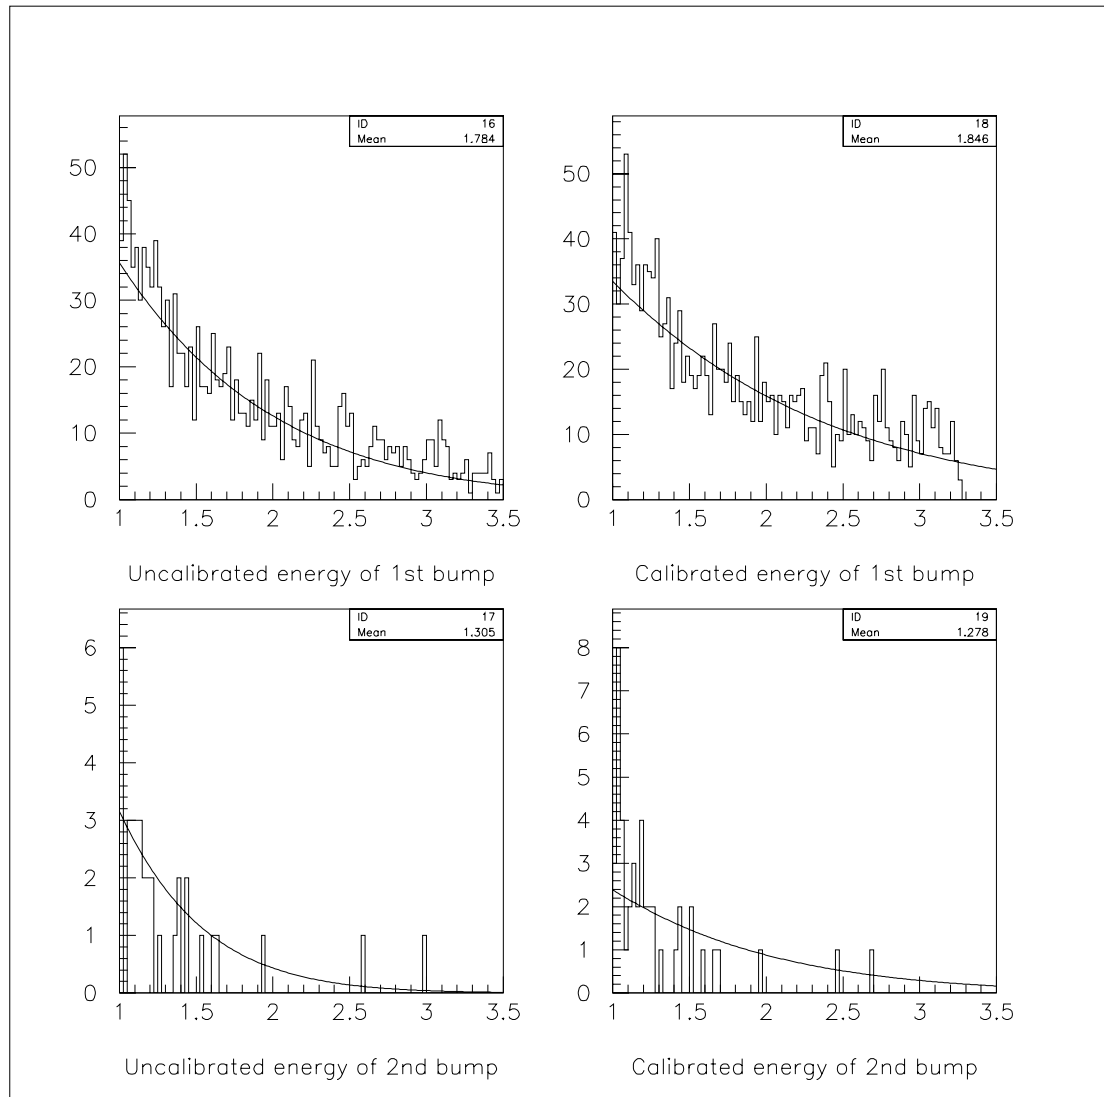 ID 16
Mean 1.784
50
40
30
20
10
0
1 1.5 2 2.5 3 3.5
Uncalibrated energy of 1st bump
ID 18
Mean 1.846
50
40
30
20
10
0
1 1.5 2 2.5 3 3.5
Calibrated energy of 1st bump
ID 17
Mean 1.305
6
5
4
3
2
1
0
1 1.5 2 2.5 3 3.5
Uncalibrated energy of 2nd bump
ID 19
Mean 1.278
8
7
6
5
4
3
2
1
0
1 1.5 2 2.5 3 3.5
Calibrated energy of 2nd bump